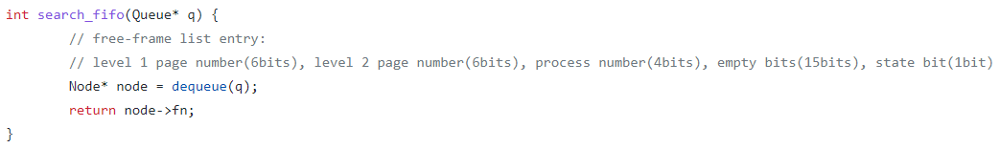 int search_fifo(Queue* q) {
// free-frame list entry:
// level 1 page number(6bits), level 2 page number(6bits), process number(4bits), empty bits(15bits), state bit(1bit)
Node* node = dequeue(q);
return node->fn;
}